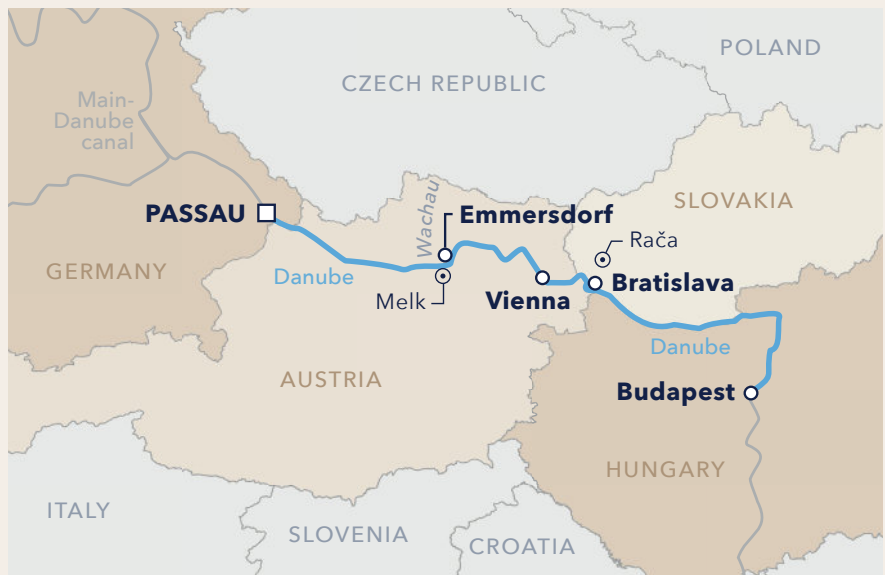 POLAND
CZECH REPUBLIC
Main-
Danube
canal
SLOVAKIA
PASSAU
Wachau
Emmersdorf
Rača
GERMANY
Danube
Melk
Vienna
Bratislava
Danube
AUSTRIA
Budapest
HUNGARY
ITALY
SLOVENIA
CROATIA